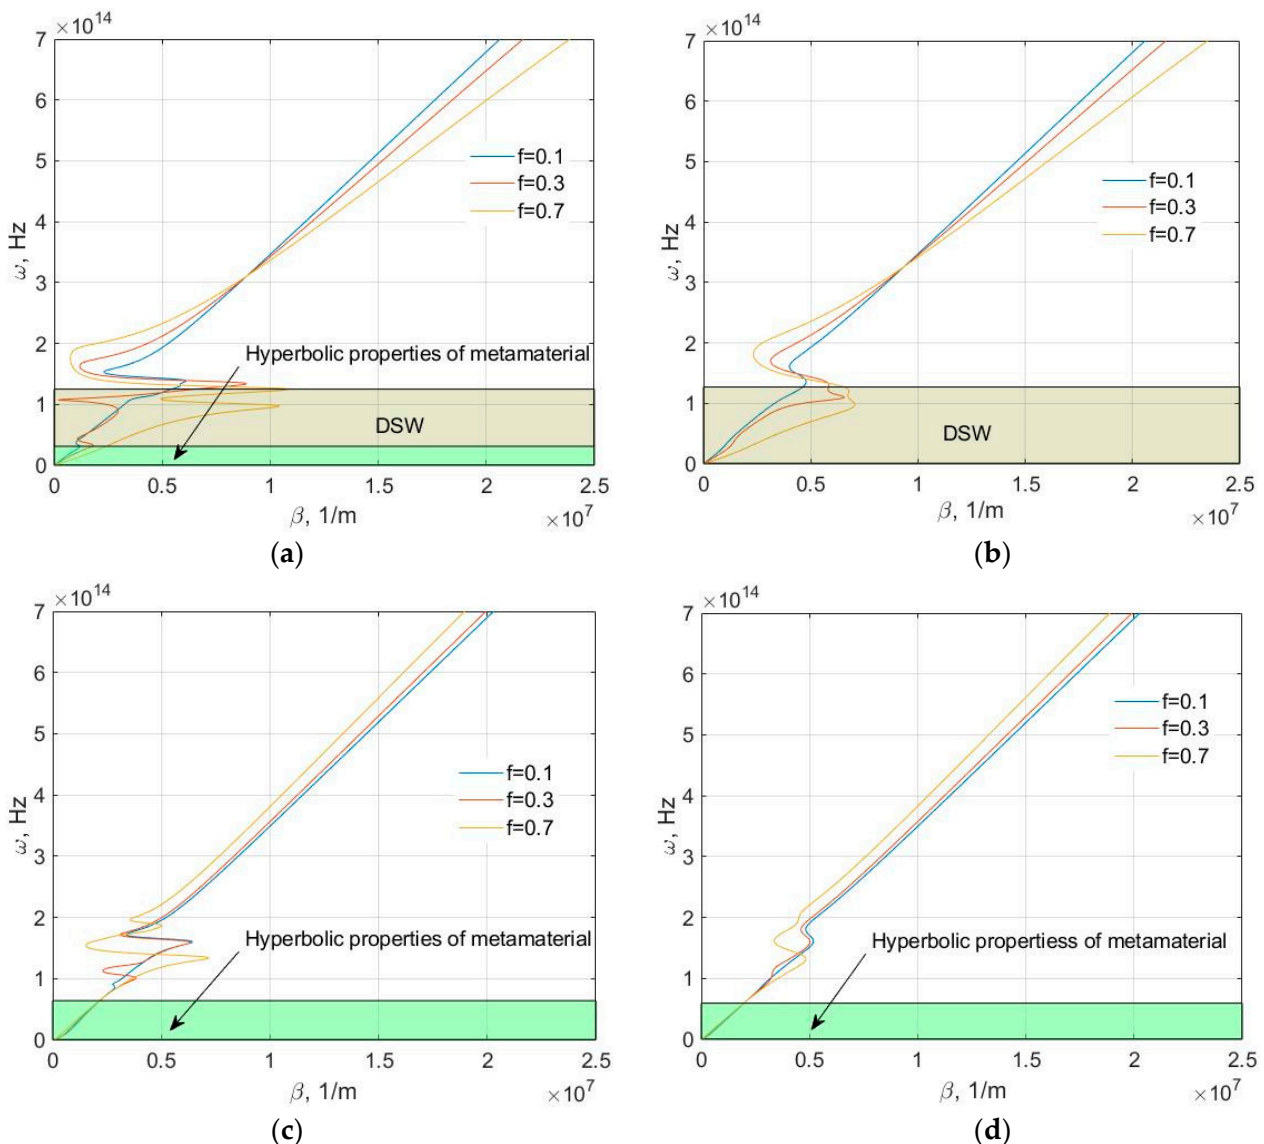 ×10^14
7
6
5
4
3
2
1
0
ω, Hz
f=0.1
f=0.3
f=0.7
Hyperbolic properties of metamaterial
DSW
0 0.5 1 1.5 2 2.5
β, 1/m
×10^7
(a)
×10^14
7
6
5
4
3
2
1
0
ω, Hz
f=0.1
f=0.3
f=0.7
DSW
0 0.5 1 1.5 2 2.5
β, 1/m
×10^7
(b)
×10^14
7
6
5
4
3
2
1
0
ω, Hz
f=0.1
f=0.3
f=0.7
Hyperbolic properties of metamaterial
0 0.5 1 1.5 2 2.5
β, 1/m
×10^7
(c)
×10^14
7
6
5
4
3
2
1
0
ω, Hz
f=0.1
f=0.3
f=0.7
Hyperbolic propertiess of metamaterial
0 0.5 1 1.5 2 2.5
β, 1/m
×10^7
(d)